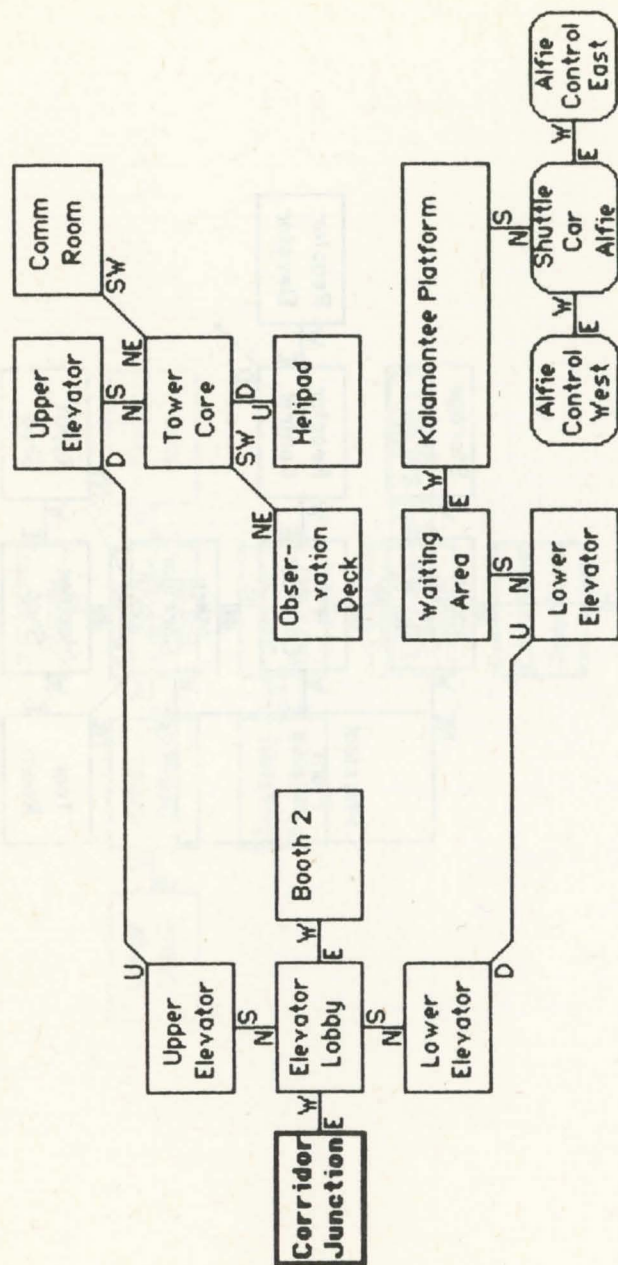 Upper
Elevator
Comm
Room
D
S
N
SW
NE
U
Upper
Elevator
Tower
Core
S
N
SW
D
U
NE
Corridor
Junction
W
E
Elevator
Lobby
W
E
Booth 2
Obser-
vation
Deck
Helipad
S
N
Lower
Elevator
D
Waiting
Area
W
E
Kalamontee Platform
S
N
S
N
U
Lower
Elevator
Alfie
Control
West
W
E
Shuttle
Car
Alfie
W
E
Alfie
Control
East